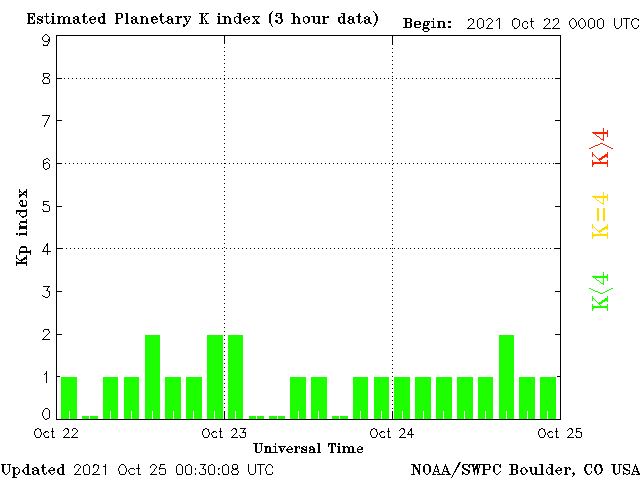 Estimated Planetary K index (3 hour data)
Begin: 2021 Oct 22 0000 UTC
9
8
7
6
5
4
3
2
1
0
Kp index
K>4
K=4
K<4
Oct 22
Oct 23
Oct 24
Oct 25
Universal Time
Updated 2021 Oct 25 00:30:08 UTC
NOAA/SWPC Boulder, CO USA